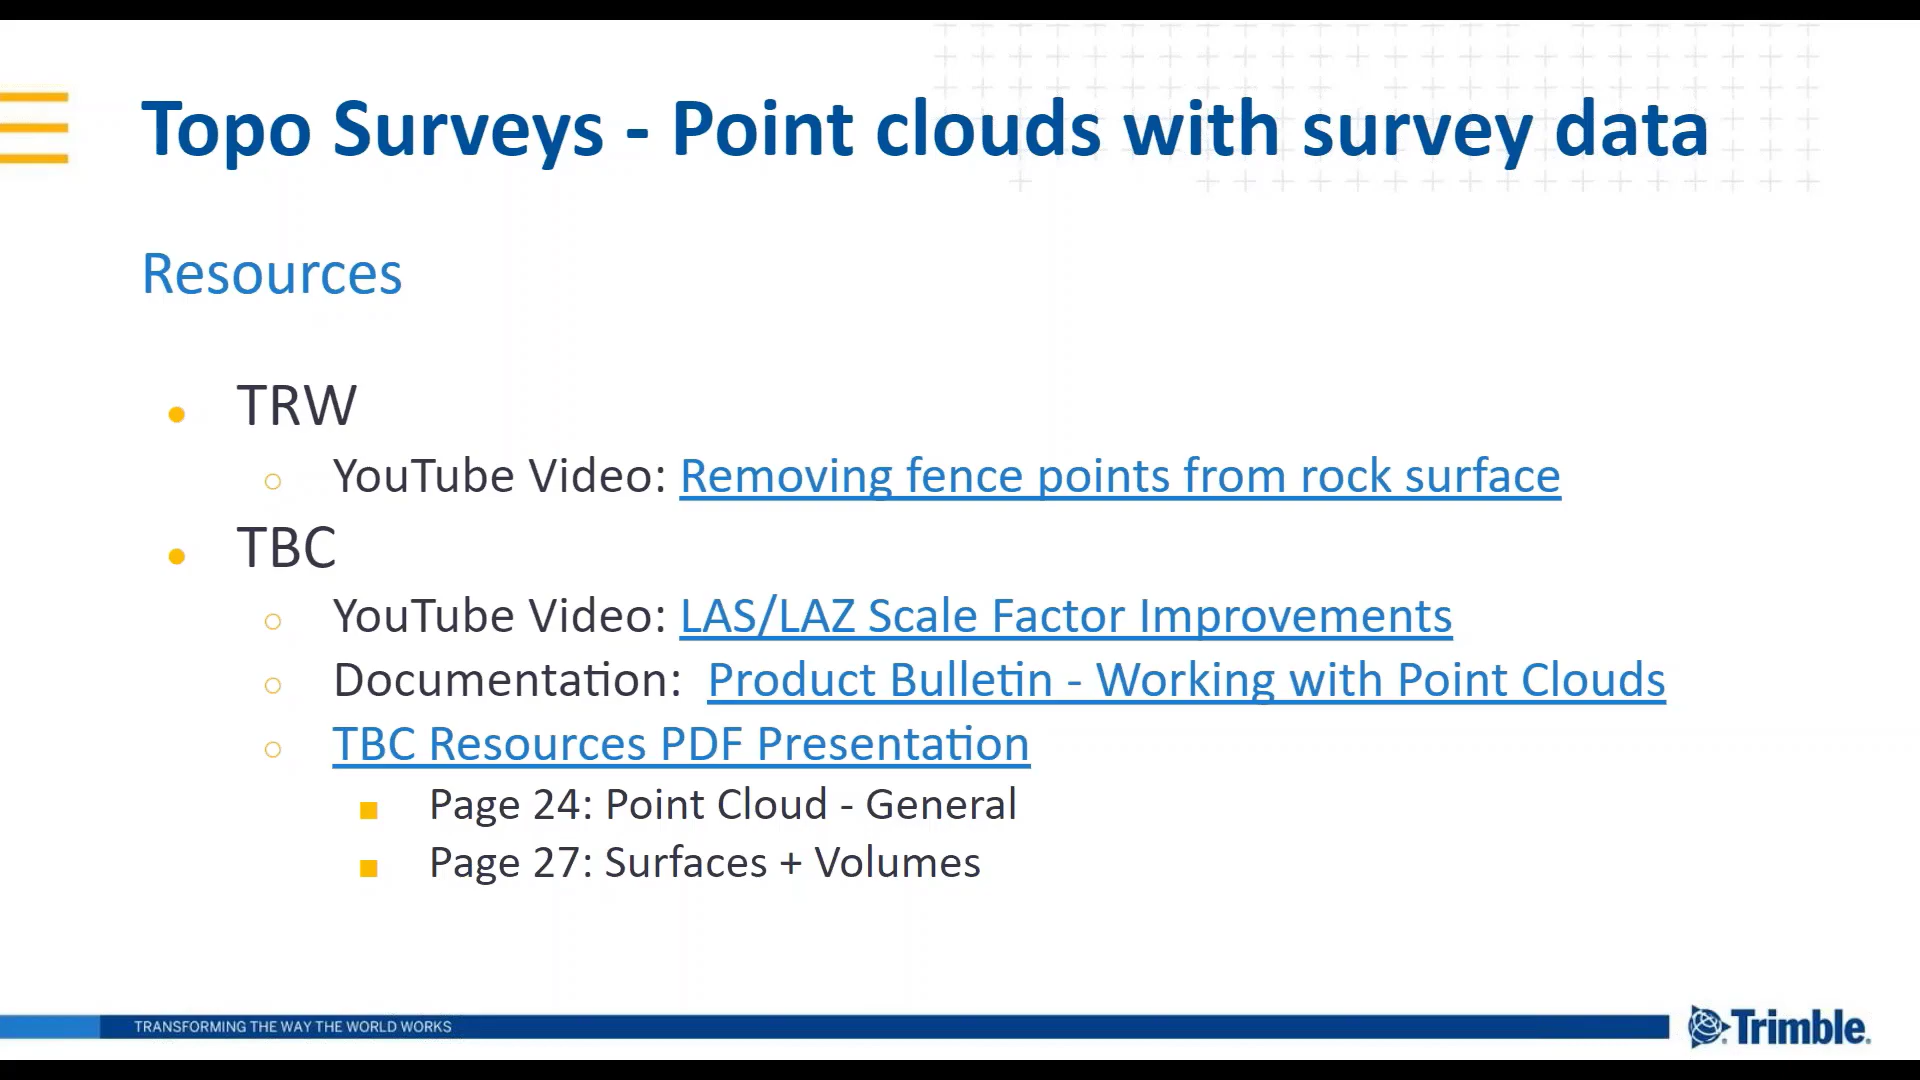 Topo Surveys - Point clouds with survey data
Resources
TRW
YouTube Video: Removing fence points from rock surface
TBC
YouTube Video: LAS/LAZ Scale Factor Improvements
Documentation: Product Bulletin - Working with Point Clouds
TBC Resources PDF Presentation
Page 24: Point Cloud - General
Page 27: Surfaces + Volumes
TRANSFORMING THE WAY THE WORLD WORKS
Trimble